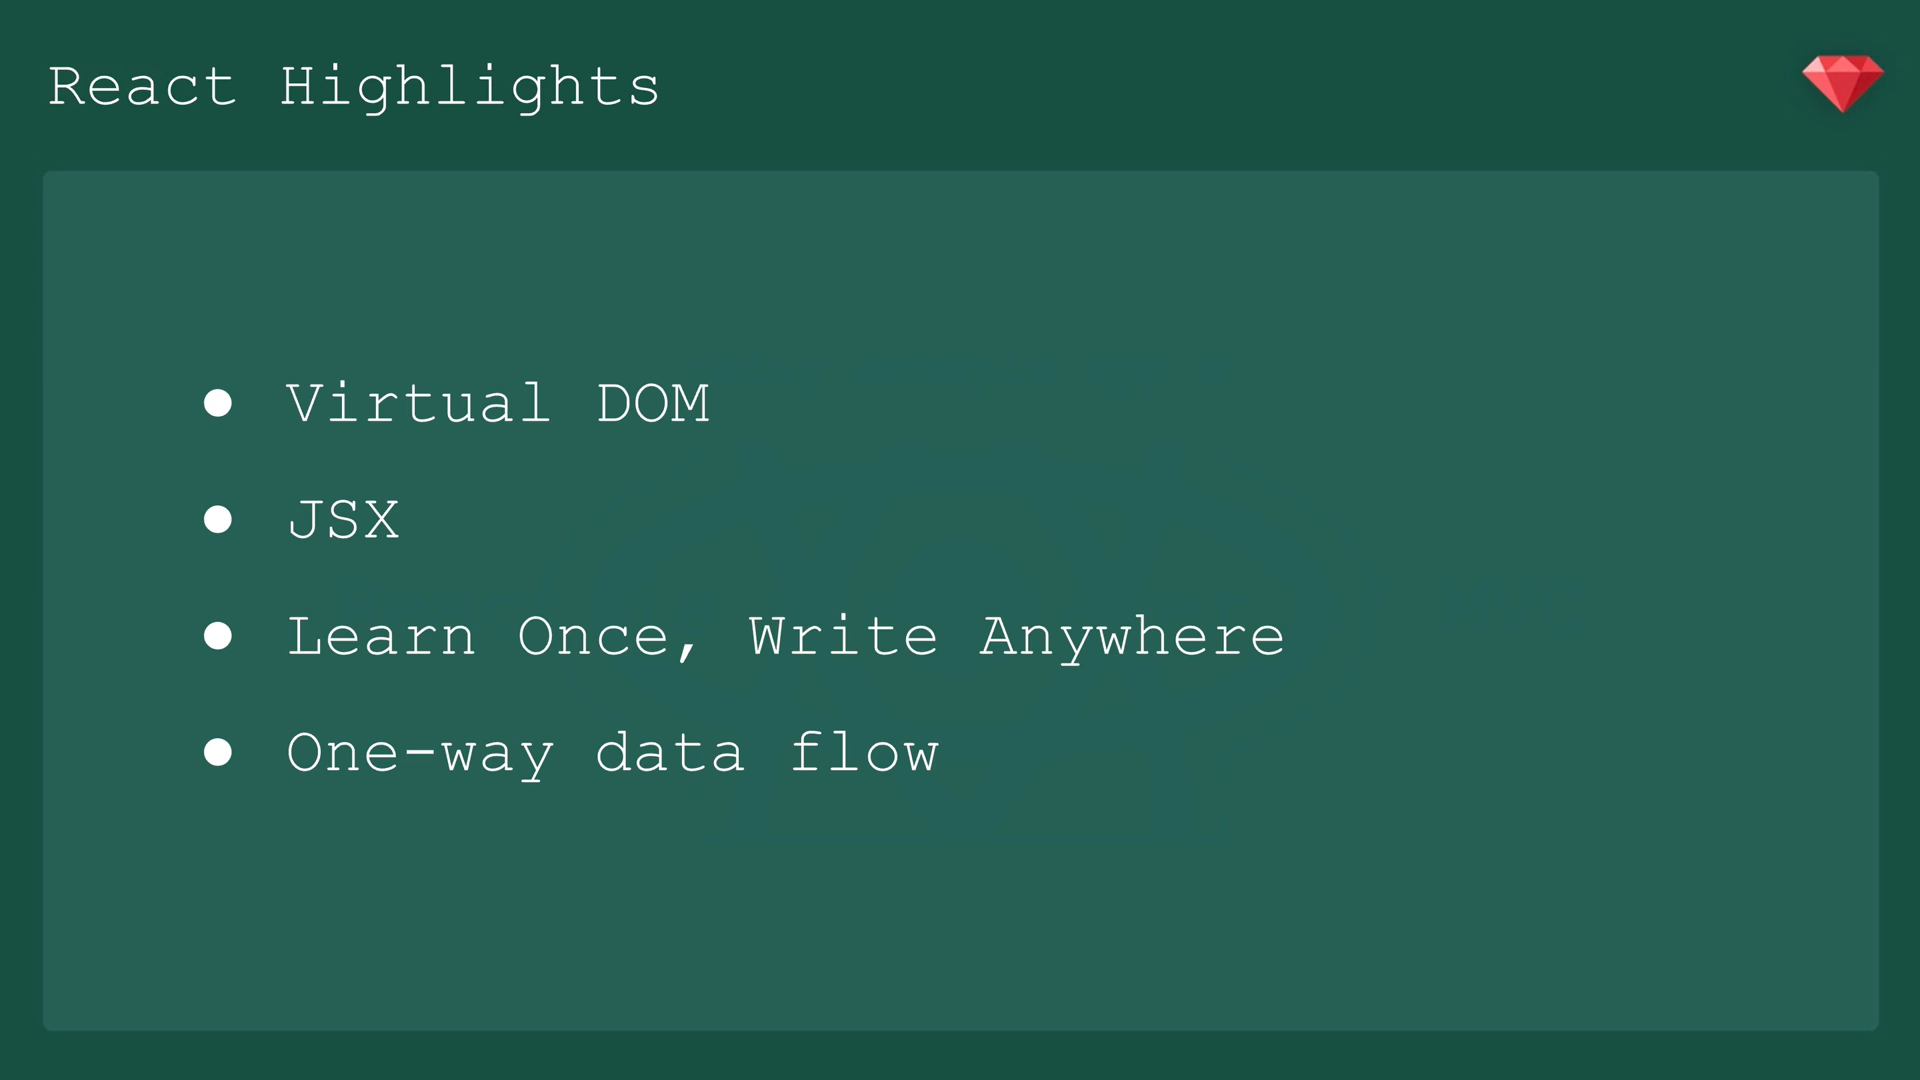 React Highlights
● Virtual DOM
● JSX
● Learn Once, Write Anywhere
● One-way data flow